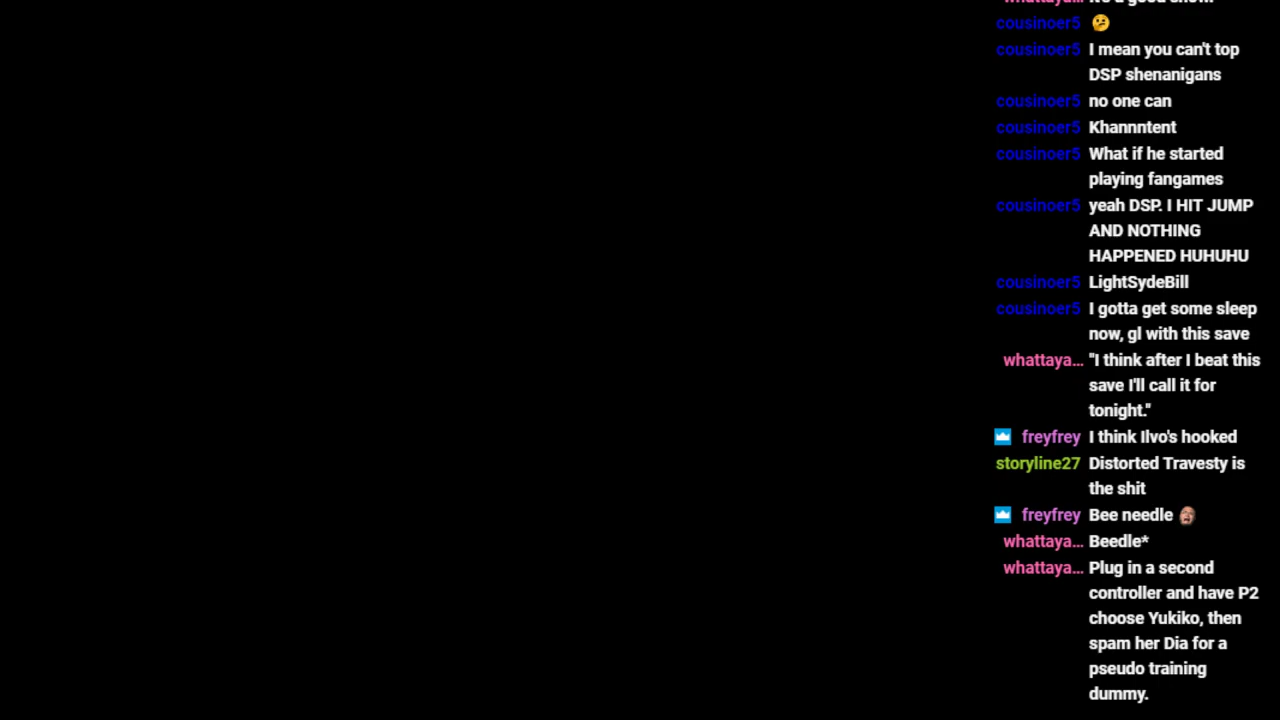 whattaya… It's a good show.
cousinoer5 🤔
cousinoer5 I mean you can't top
DSP shenanigans
cousinoer5 no one can
cousinoer5 Khannntent
cousinoer5 What if he started
playing fangames
cousinoer5 yeah DSP. I HIT JUMP
AND NOTHING
HAPPENED HUHUHU
cousinoer5 LightSydeBill
cousinoer5 I gotta get some sleep
now, gl with this save
whattaya… "I think after I beat this
save I'll call it for
tonight."
freyfrey I think Ilvo's hooked
storyline27 Distorted Travesty is
the shit
freyfrey Bee needle
whattaya… Beedle*
whattaya… Plug in a second
controller and have P2
choose Yukiko, then
spam her Dia for a
pseudo training
dummy.